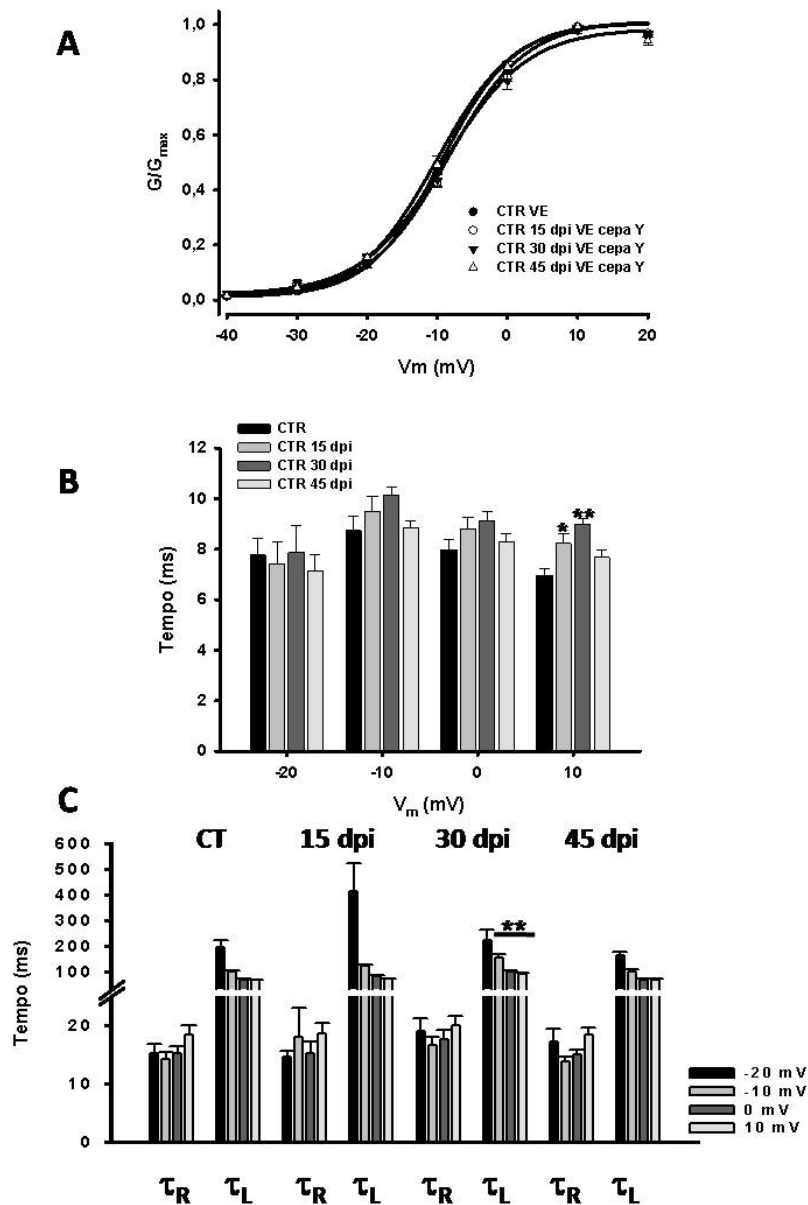 A
1,0
0,8
0,6
0,4
0,2
0,0
G/Gmax
CTR VE
CTR 15 dpi VE cepa Y
CTR 30 dpi VE cepa Y
CTR 45 dpi VE cepa Y
-40 -30 -20 -10 0 10 20
Vm (mV)
B
CTR
CTR 15 dpi
CTR 30 dpi
CTR 45 dpi
12
10
8
6
4
2
0
Tempo (ms)
* **
-20 -10 0 10
Vm (mV)
C
CT 15 dpi 30 dpi 45 dpi
600
500
400
300
200
100
20
10
0
Tempo (ms)
**
-20 mV
-10 mV
0 mV
10 mV
τR τL τR τL τR τL τR τL